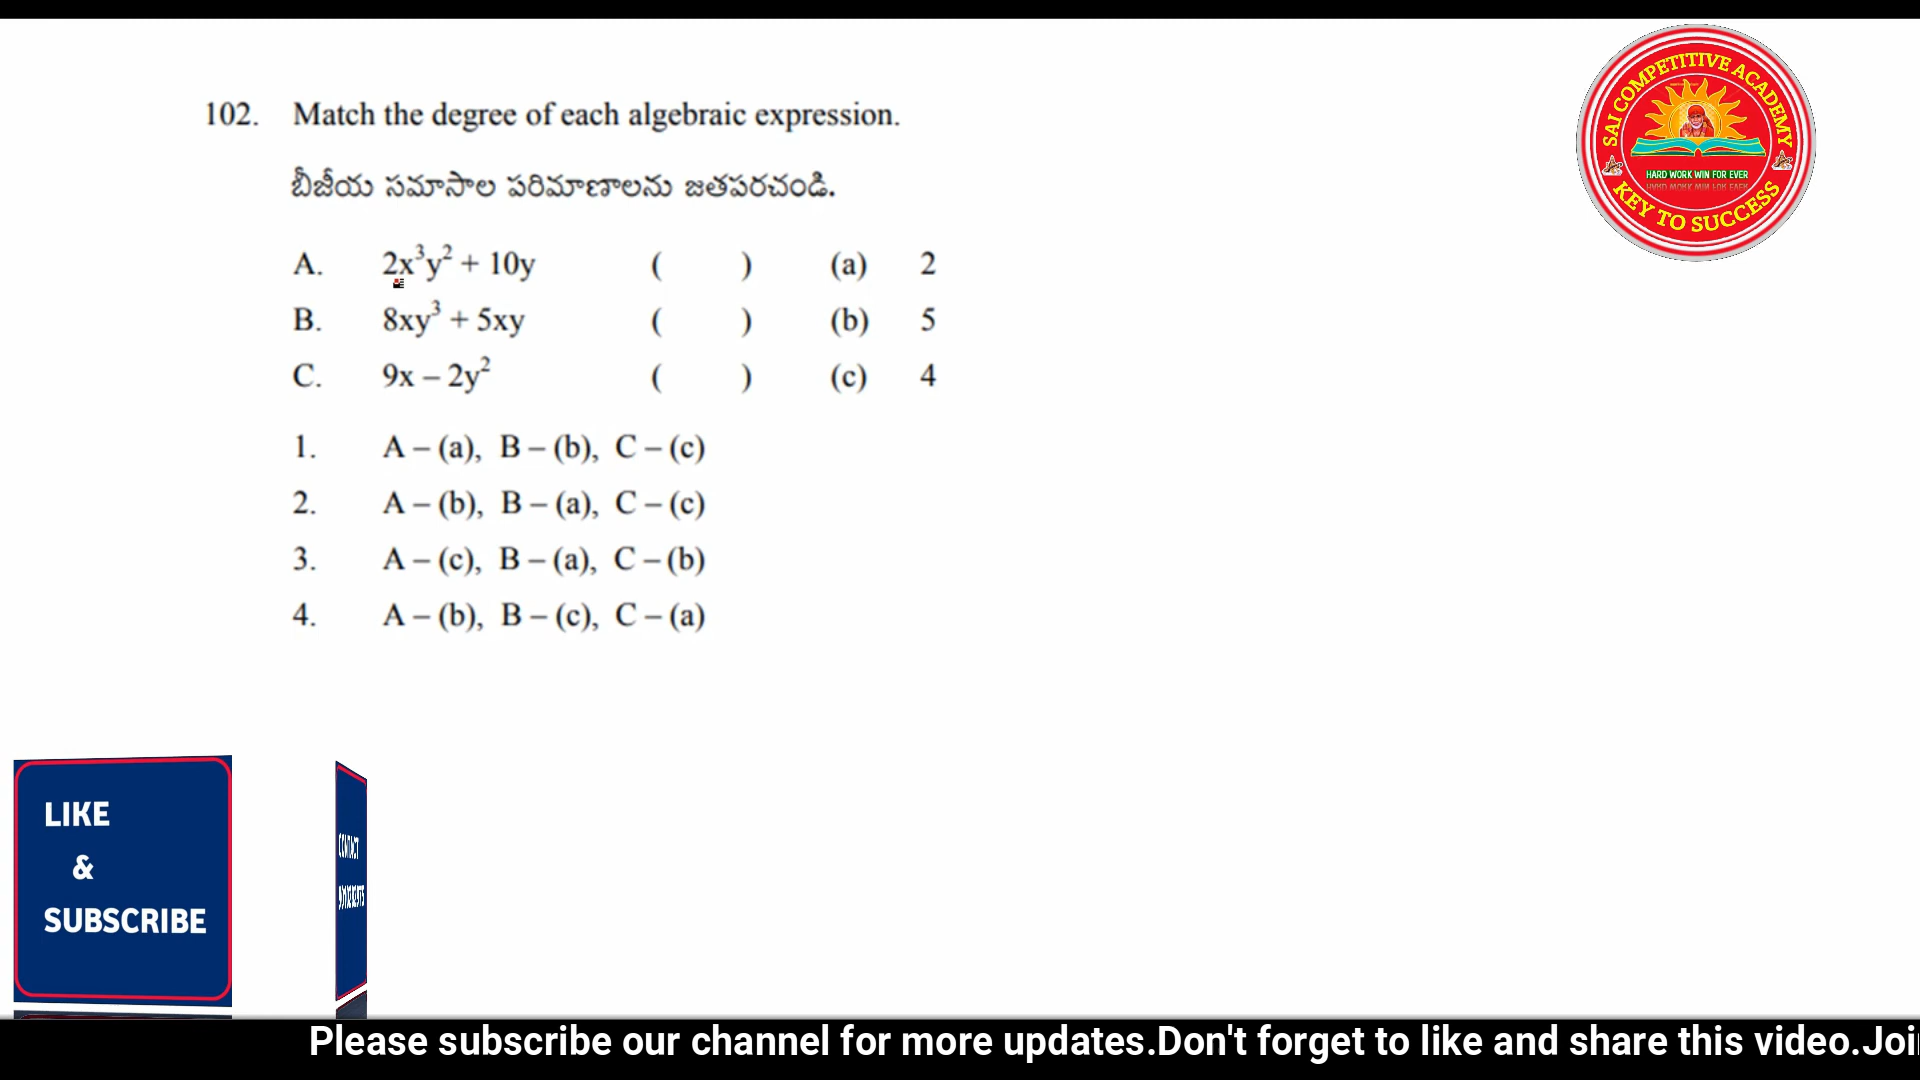 102. Match the degree of each algebraic expression.
బీజీయ సమాసాల పరిమాణాలను జతపరచండి.
A. 2x³y² + 10y ( ) (a) 2
B. 8xy³ + 5xy ( ) (b) 5
C. 9x – 2y² ( ) (c) 4
1. A – (a), B – (b), C – (c)
2. A – (b), B – (a), C – (c)
3. A – (c), B – (a), C – (b)
4. A – (b), B – (c), C – (a)
SAI COMPETITIVE ACADEMY
HARD WORK WIN FOR EVER
KEY TO SUCCESS
LIKE
&
SUBSCRIBE
CONTACT
Please subscribe our channel for more updates.Don't forget to like and share this video.Joi